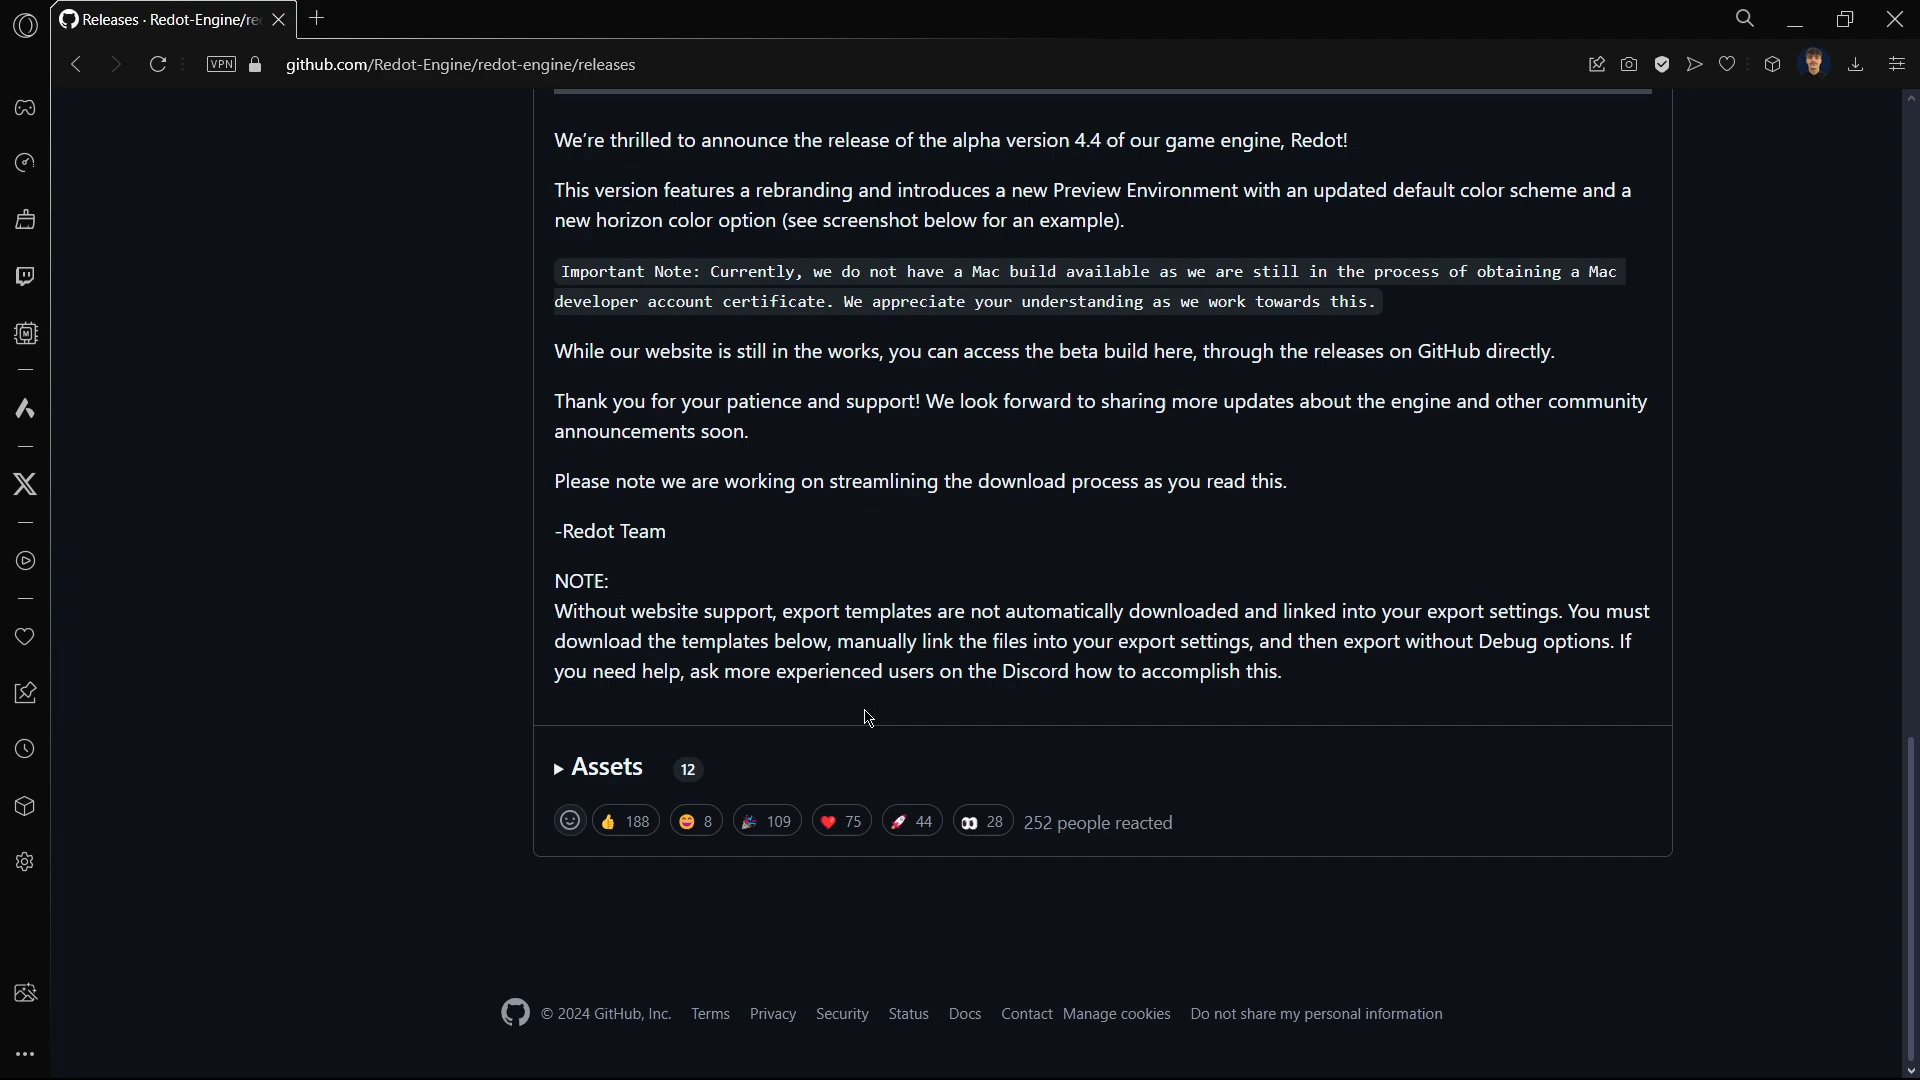 Releases · Redot-Engine/re
VPN
github.com/Redot-Engine/redot-engine/releases
We’re thrilled to announce the release of the alpha version 4.4 of our game engine, Redot!
This version features a rebranding and introduces a new Preview Environment with an updated default color scheme and a
new horizon color option (see screenshot below for an example).
Important Note: Currently, we do not have a Mac build available as we are still in the process of obtaining a Mac
developer account certificate. We appreciate your understanding as we work towards this.
While our website is still in the works, you can access the beta build here, through the releases on GitHub directly.
Thank you for your patience and support! We look forward to sharing more updates about the engine and other community
announcements soon.
Please note we are working on streamlining the download process as you read this.
-Redot Team
NOTE:
Without website support, export templates are not automatically downloaded and linked into your export settings. You must
download the templates below, manually link the files into your export settings, and then export without Debug options. If
you need help, ask more experienced users on the Discord how to accomplish this.
Assets 12
188 8 109 75 44 28 252 people reacted
© 2024 GitHub, Inc. Terms Privacy Security Status Docs Contact Manage cookies Do not share my personal information